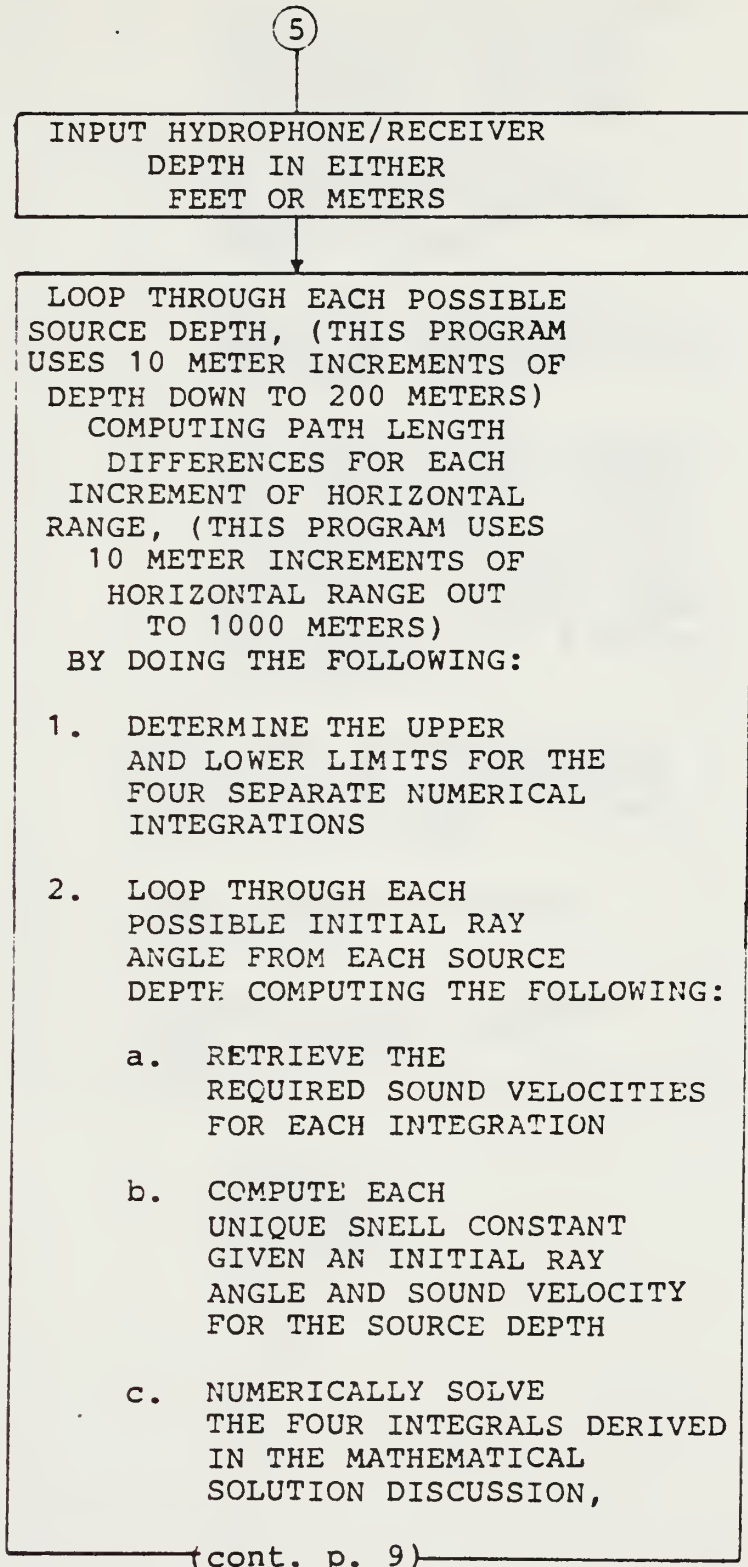 5
INPUT HYDROPHONE/RECEIVER
DEPTH IN EITHER
FEET OR METERS
LOOP THROUGH EACH POSSIBLE
SOURCE DEPTH, (THIS PROGRAM
USES 10 METER INCREMENTS OF
DEPTH DOWN TO 200 METERS)
COMPUTING PATH LENGTH
DIFFERENCES FOR EACH
INCREMENT OF HORIZONTAL
RANGE, (THIS PROGRAM USES
10 METER INCREMENTS OF
HORIZONTAL RANGE OUT
TO 1000 METERS)
BY DOING THE FOLLOWING:
1. DETERMINE THE UPPER
AND LOWER LIMITS FOR THE
FOUR SEPARATE NUMERICAL
INTEGRATIONS
2. LOOP THROUGH EACH
POSSIBLE INITIAL RAY
ANGLE FROM EACH SOURCE
DEPTH COMPUTING THE FOLLOWING:
a. RETRIEVE THE
REQUIRED SOUND VELOCITIES
FOR EACH INTEGRATION
b. COMPUTE EACH
UNIQUE SNELL CONSTANT
GIVEN AN INITIAL RAY
ANGLE AND SOUND VELOCITY
FOR THE SOURCE DEPTH
c. NUMERICALLY SOLVE
THE FOUR INTEGRALS DERIVED
IN THE MATHEMATICAL
SOLUTION DISCUSSION,
(cont. p. 9)